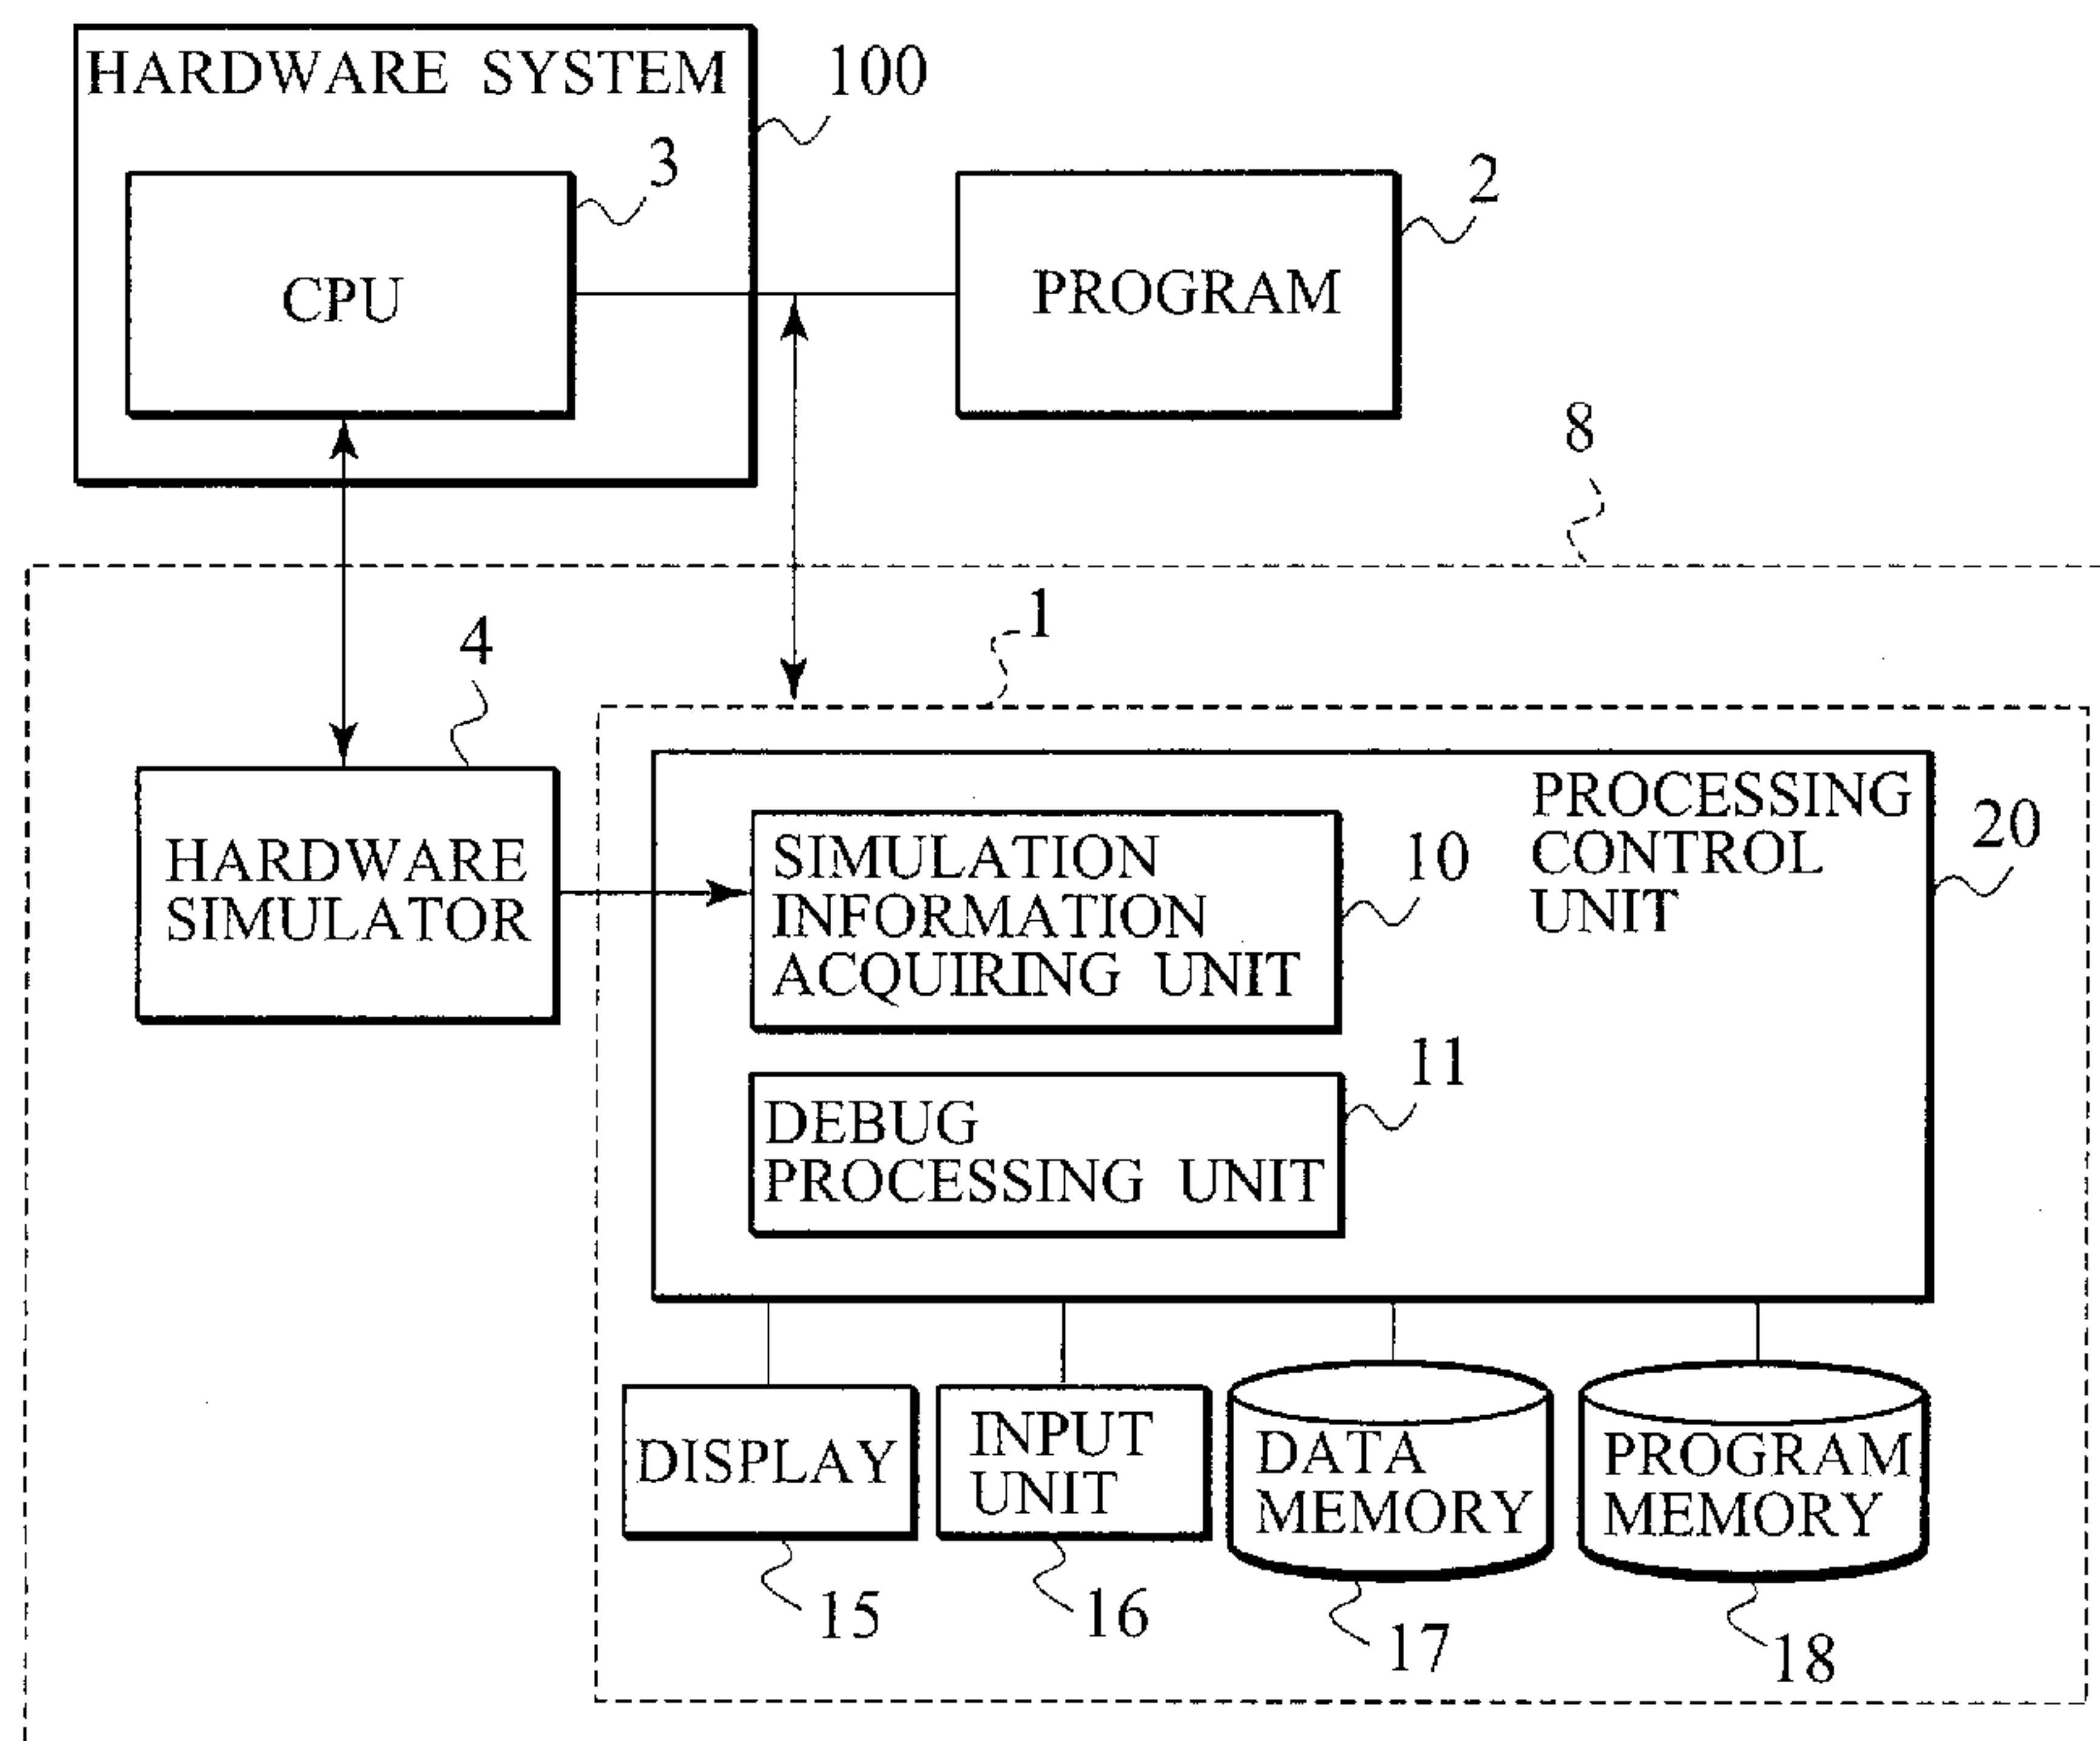 HARDWARE SYSTEM
100
3
CPU
2
PROGRAM
8
1
4
HARDWARE
SIMULATOR
PROCESSING
CONTROL
UNIT
20
SIMULATION
INFORMATION
ACQUIRING UNIT
10
DEBUG
PROCESSING UNIT
11
DISPLAY
INPUT
UNIT
DATA
MEMORY
PROGRAM
MEMORY
15
16
17
18